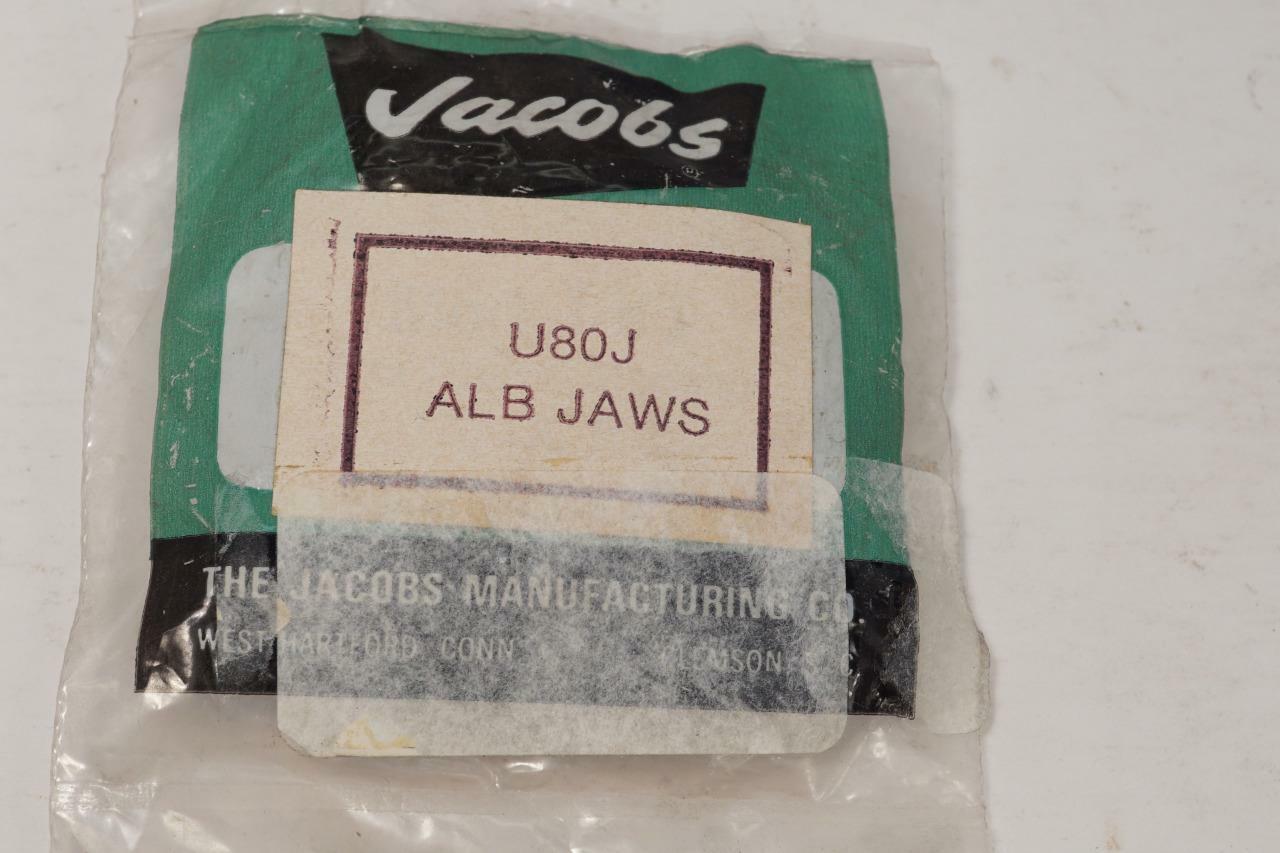 Jacobs ®
U80J
ALB JAWS
THE JACOBS MANUFACTURING CO.
WEST HARTFORD CONN CLEMSON S. C.